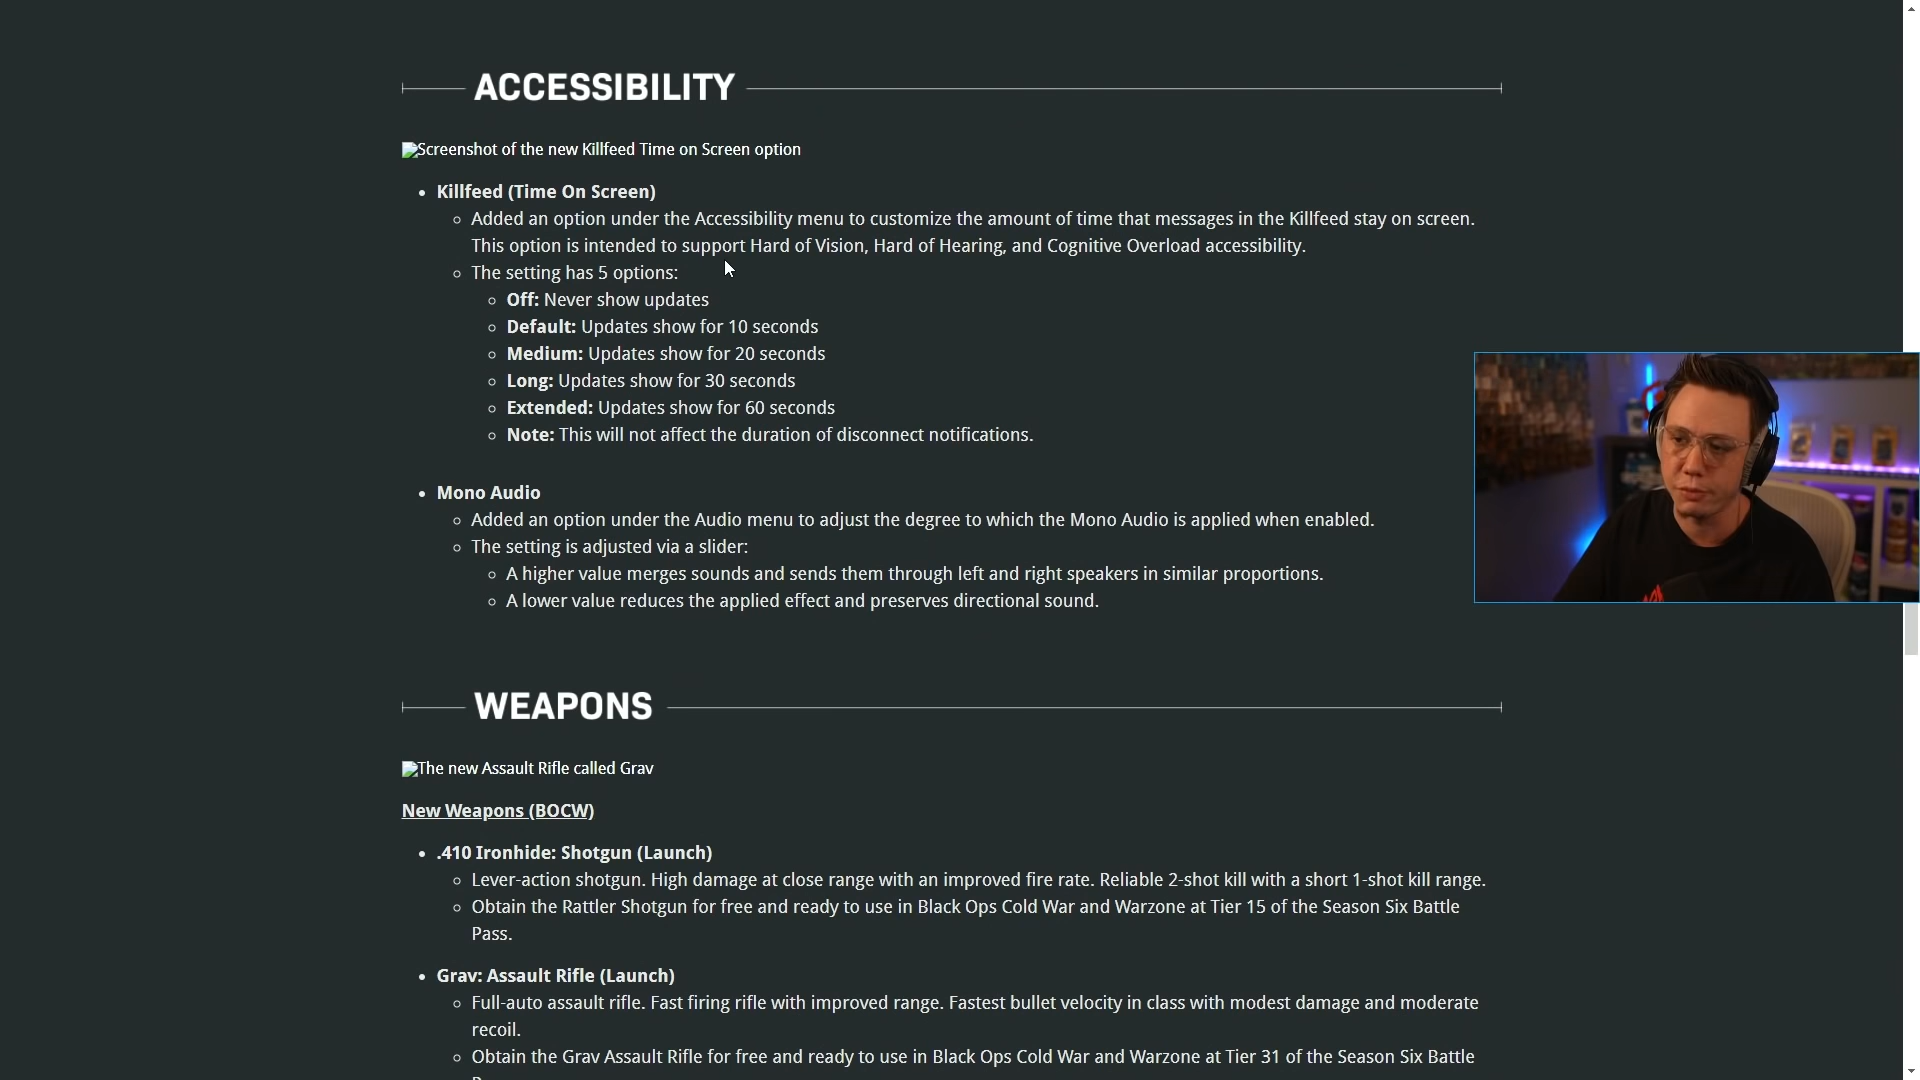 ACCESSIBILITY
Screenshot of the new Killfeed Time on Screen option
Killfeed (Time On Screen)
Added an option under the Accessibility menu to customize the amount of time that messages in the Killfeed stay on screen.
This option is intended to support Hard of Vision, Hard of Hearing, and Cognitive Overload accessibility.
The setting has 5 options:
Off: Never show updates
Default: Updates show for 10 seconds
Medium: Updates show for 20 seconds
Long: Updates show for 30 seconds
Extended: Updates show for 60 seconds
Note: This will not affect the duration of disconnect notifications.
Mono Audio
Added an option under the Audio menu to adjust the degree to which the Mono Audio is applied when enabled.
The setting is adjusted via a slider:
A higher value merges sounds and sends them through left and right speakers in similar proportions.
A lower value reduces the applied effect and preserves directional sound.
WEAPONS
The new Assault Rifle called Grav
New Weapons (BOCW)
.410 Ironhide: Shotgun (Launch)
Lever-action shotgun. High damage at close range with an improved fire rate. Reliable 2-shot kill with a short 1-shot kill range.
Obtain the Rattler Shotgun for free and ready to use in Black Ops Cold War and Warzone at Tier 15 of the Season Six Battle
Pass.
Grav: Assault Rifle (Launch)
Full-auto assault rifle. Fast firing rifle with improved range. Fastest bullet velocity in class with modest damage and moderate
recoil.
Obtain the Grav Assault Rifle for free and ready to use in Black Ops Cold War and Warzone at Tier 31 of the Season Six Battle